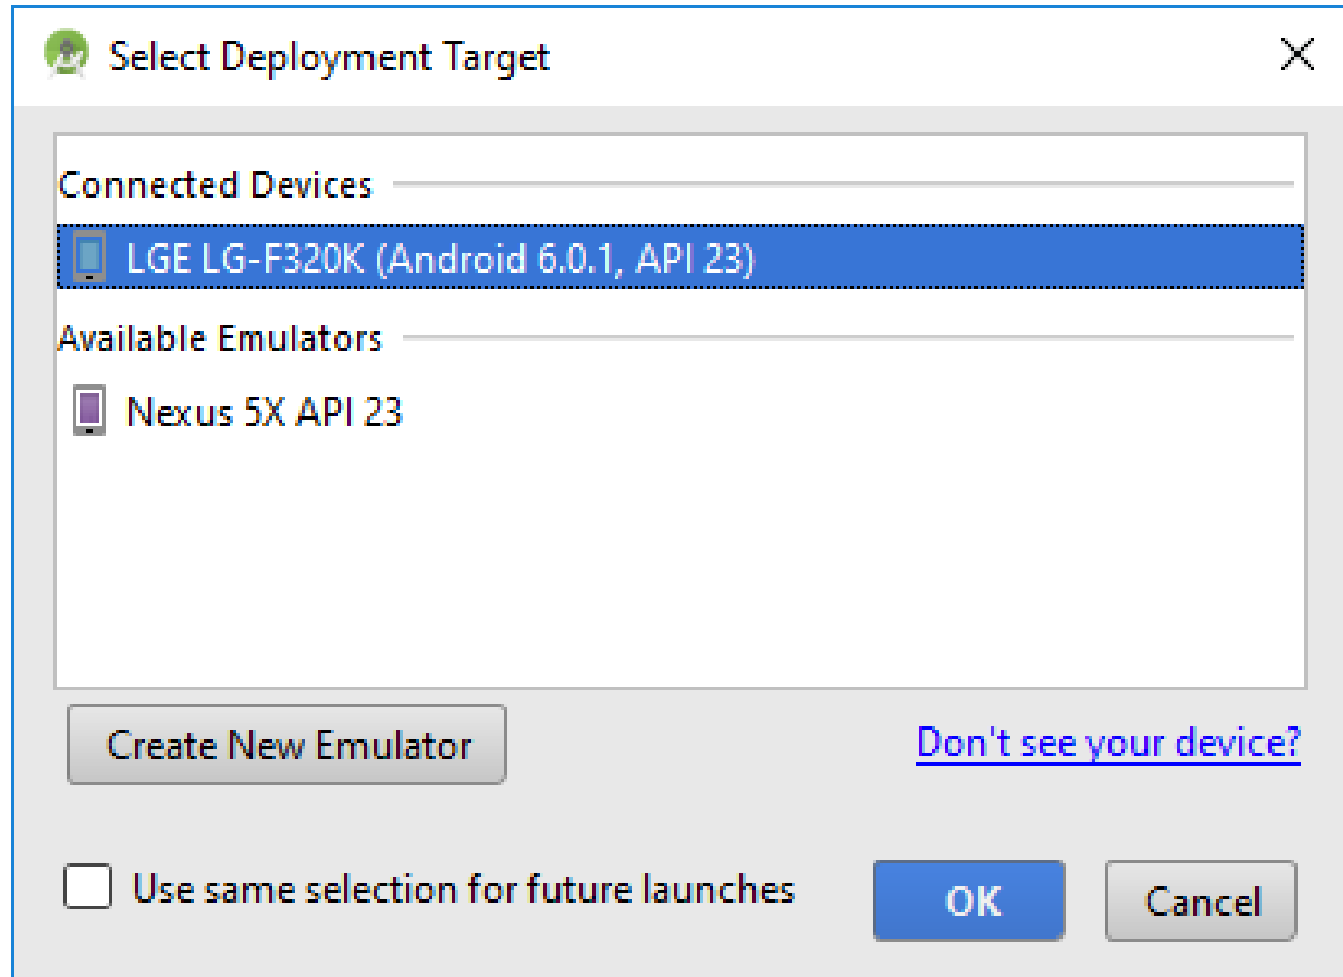 Select Deployment Target
Connected Devices
LGE LG-F320K (Android 6.0.1, API 23)
Available Emulators
Nexus 5X API 23
Create New Emulator
Don't see your device?
Use same selection for future launches
OK
Cancel